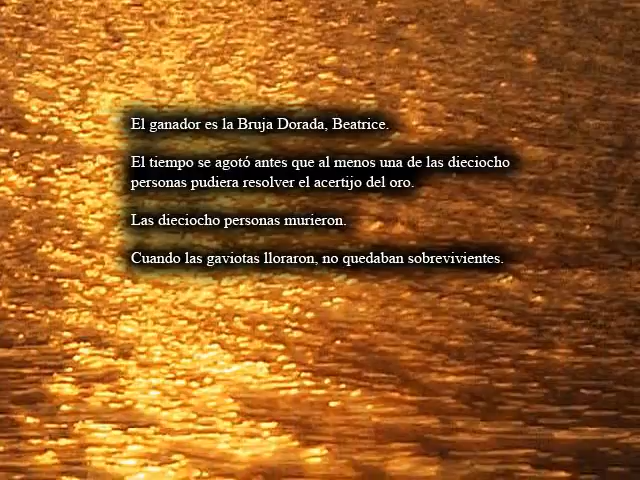 El ganador es la Bruja Dorada, Beatrice.
El tiempo se agotó antes que al menos una de las dieciocho
personas pudiera resolver el acertijo del oro.
Las dieciocho personas murieron.
Cuando las gaviotas lloraron, no quedaban sobrevivientes.